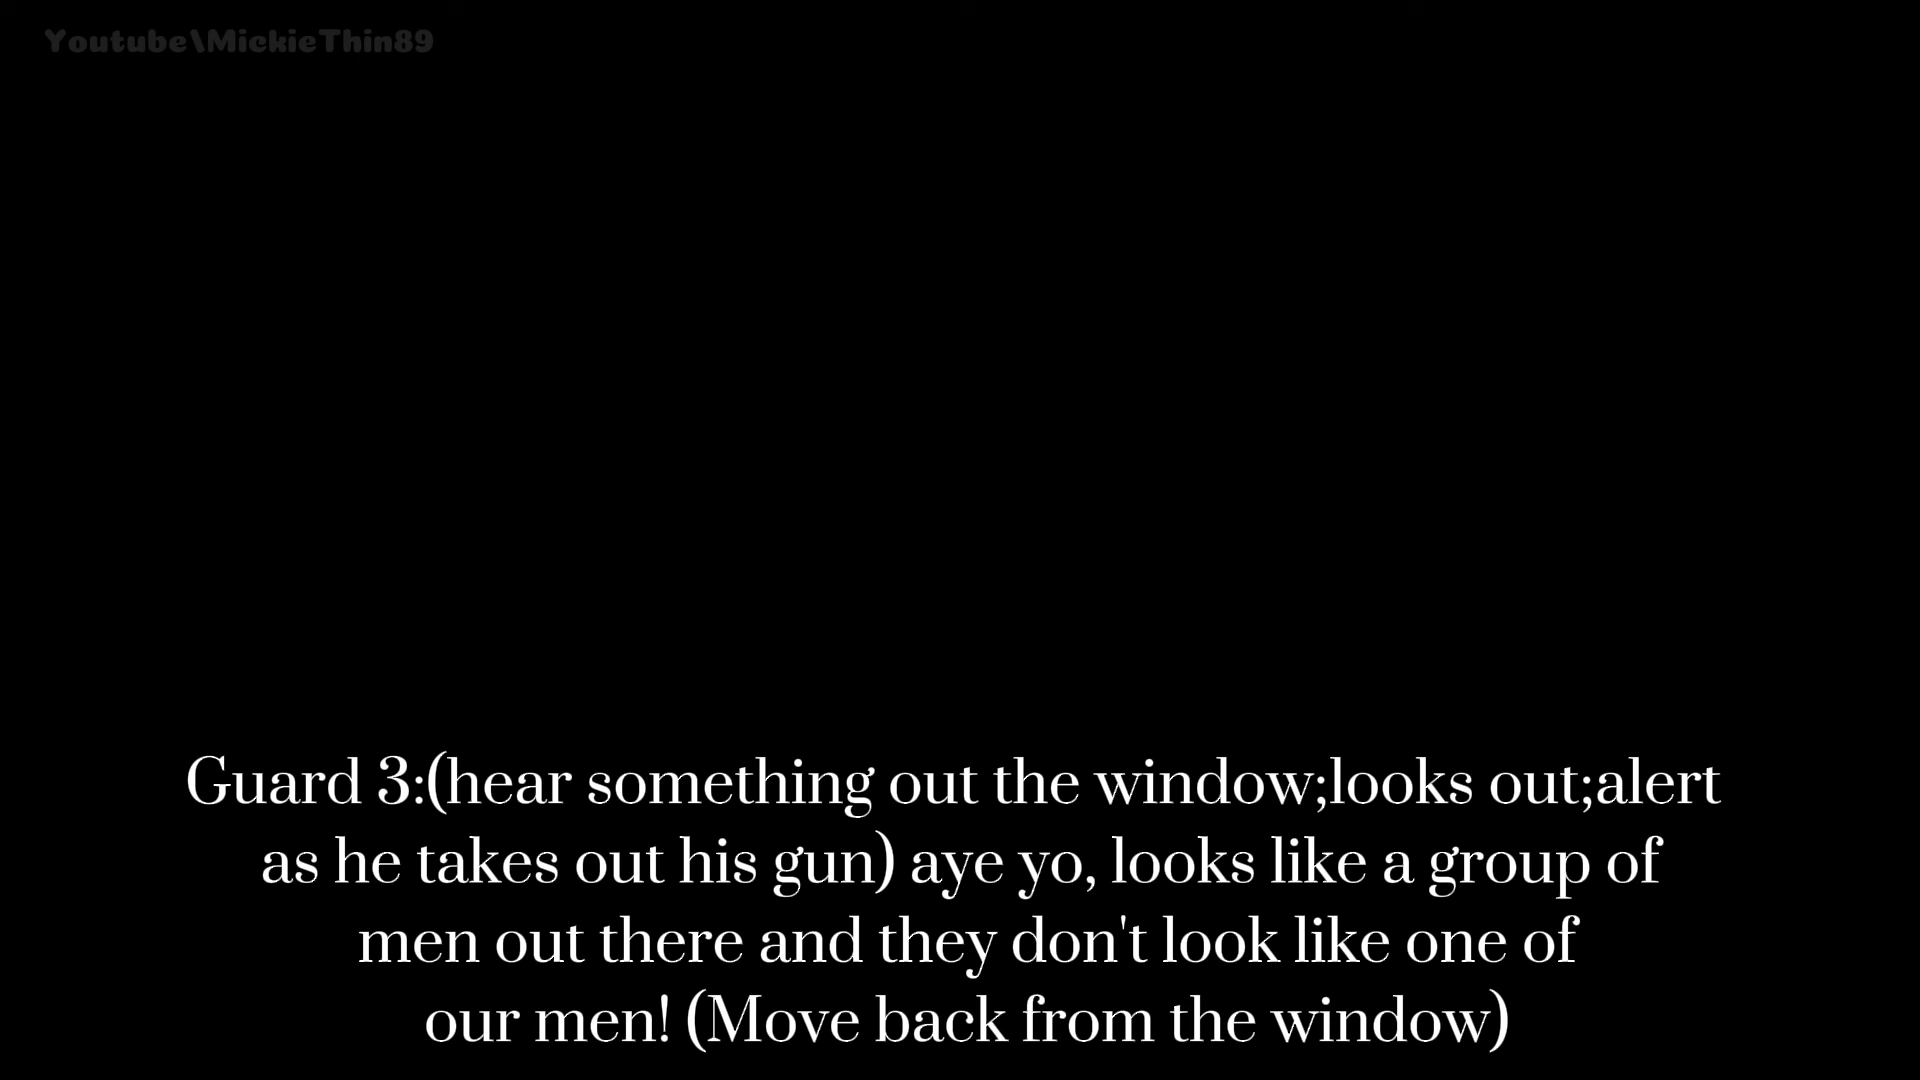 Youtube\MickieThin89
Guard 3:(hear something out the window;looks out;alert
as he takes out his gun) aye yo, looks like a group of
men out there and they don't look like one of
our men! (Move back from the window)